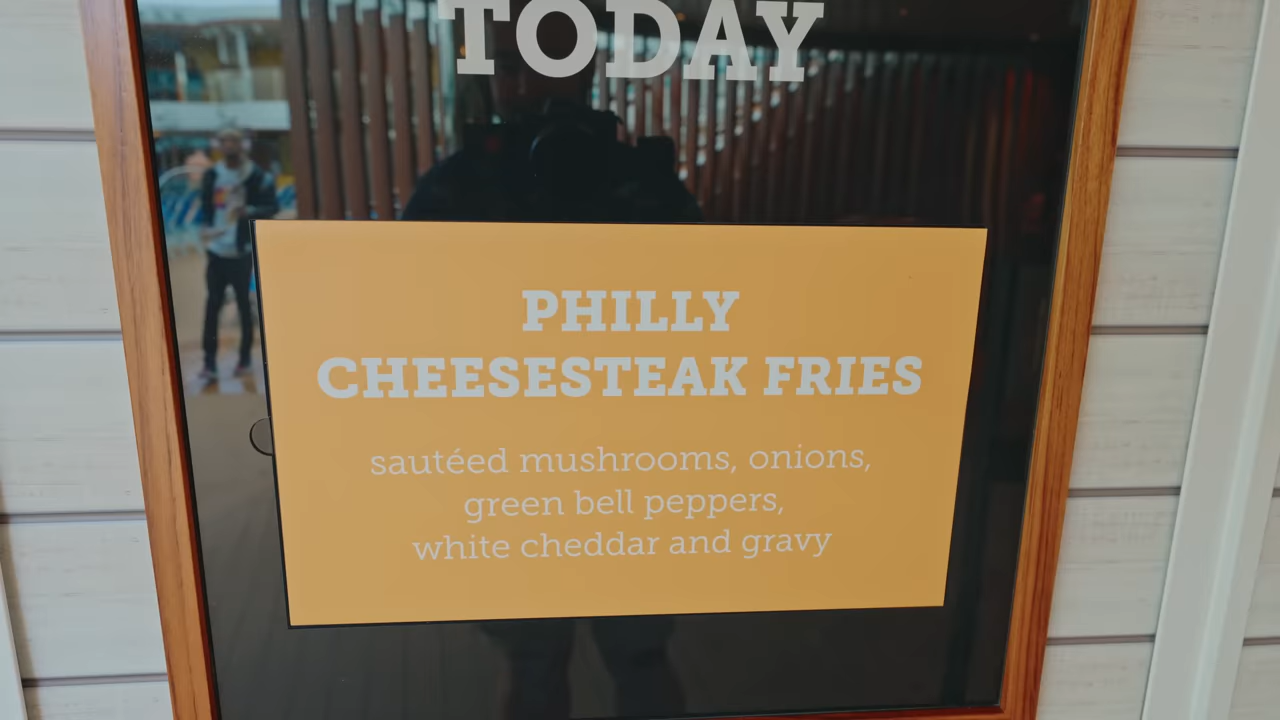 TODAY
PHILLY
CHEESESTEAK FRIES
sautéed mushrooms, onions,
green bell peppers,
white cheddar and gravy